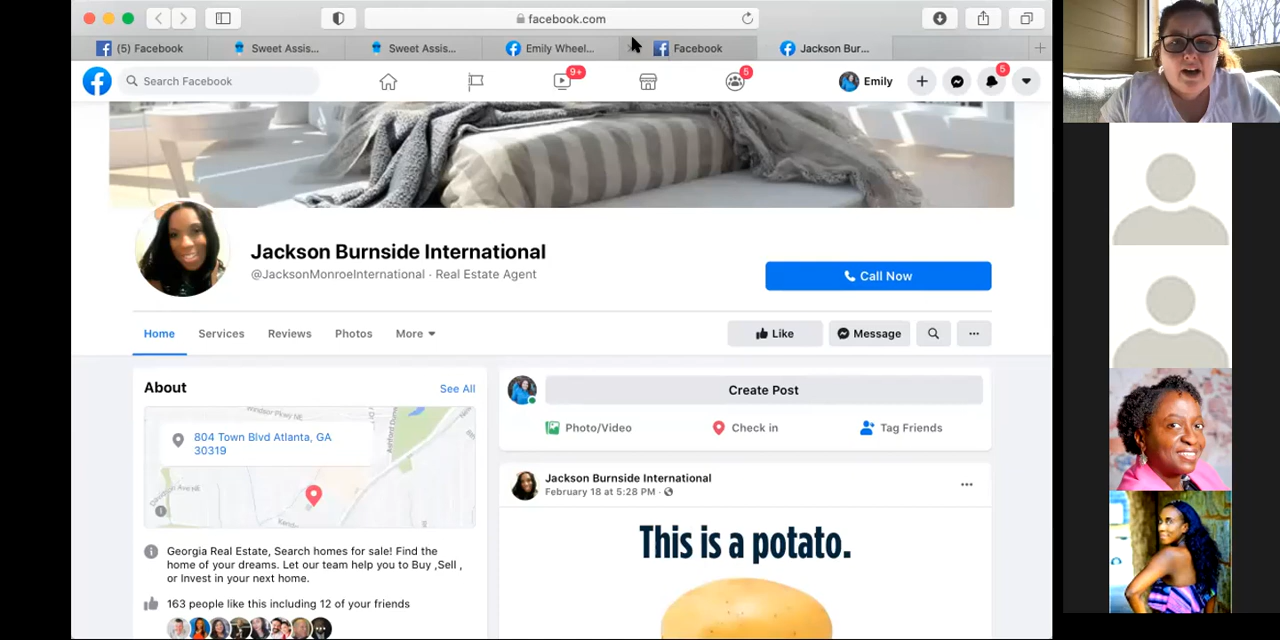 facebook.com
(5) Facebook
Sweet Assis...
Sweet Assis...
Emily Wheel...
Facebook
Jackson Bur...
Search Facebook
9+
5
Emily
5
Jackson Burnside International
@JacksonMonroeInternational · Real Estate Agent
Call Now
Home
Services
Reviews
Photos
More
Like
Message
About
See All
Windsor Pkwy NE
804 Town Blvd Atlanta, GA
30319
Georgia Real Estate, Search homes for sale! Find the
home of your dreams. Let our team help you to Buy ,Sell ,
or Invest in your next home.
163 people like this including 12 of your friends
Create Post
Photo/Video
Check in
Tag Friends
Jackson Burnside International
February 18 at 5:28 PM ·
This is a potato.